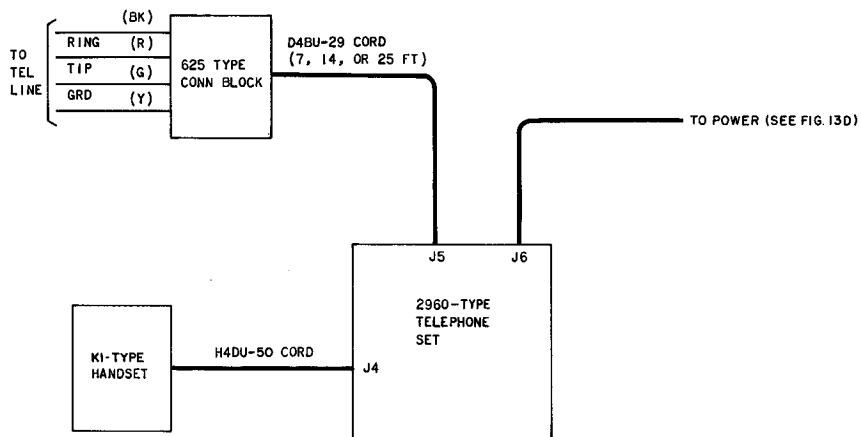 (BK)
RING (R)
TIP (G)
GRD (Y)
TO
TEL
LINE
625 TYPE
CONN BLOCK
D4BU-29 CORD
(7, 14, OR 25 FT)
TO POWER (SEE FIG. 13D)
J5 J6
2960-TYPE
TELEPHONE
SET
K1-TYPE
HANDSET
H4DU-50 CORD
J4